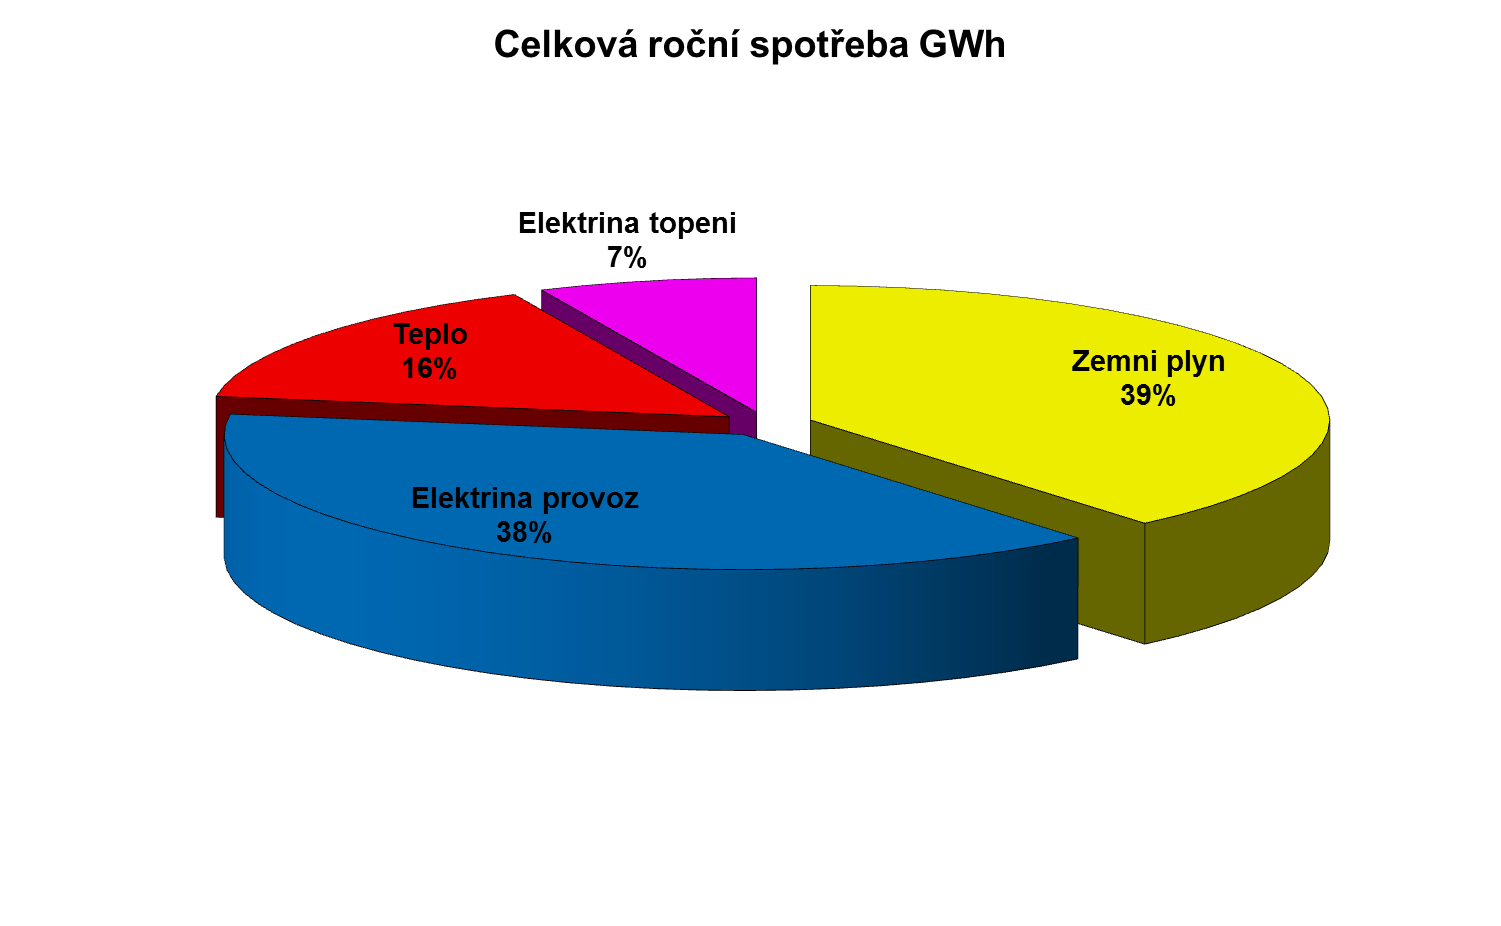 Celková roční spotřeba GWh
Elektrina topeni
7%
Teplo
16%
Zemni plyn
39%
Elektrina provoz
38%